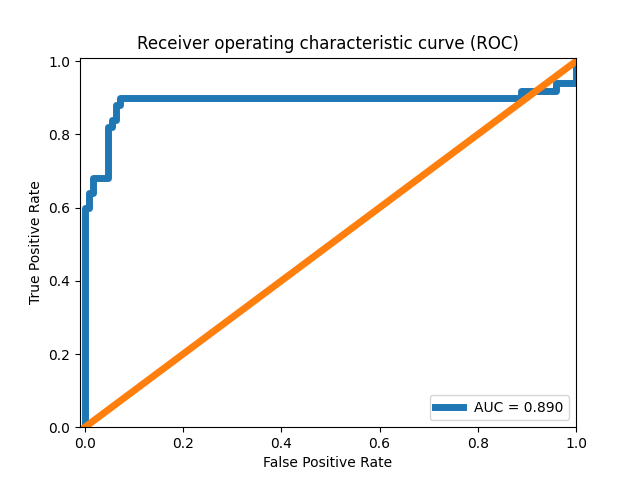 Receiver operating characteristic curve (ROC)
1.0
0.8
0.6
0.4
0.2
0.0
True Positive Rate
AUC = 0.890
0.0 0.2 0.4 0.6 0.8 1.0
False Positive Rate